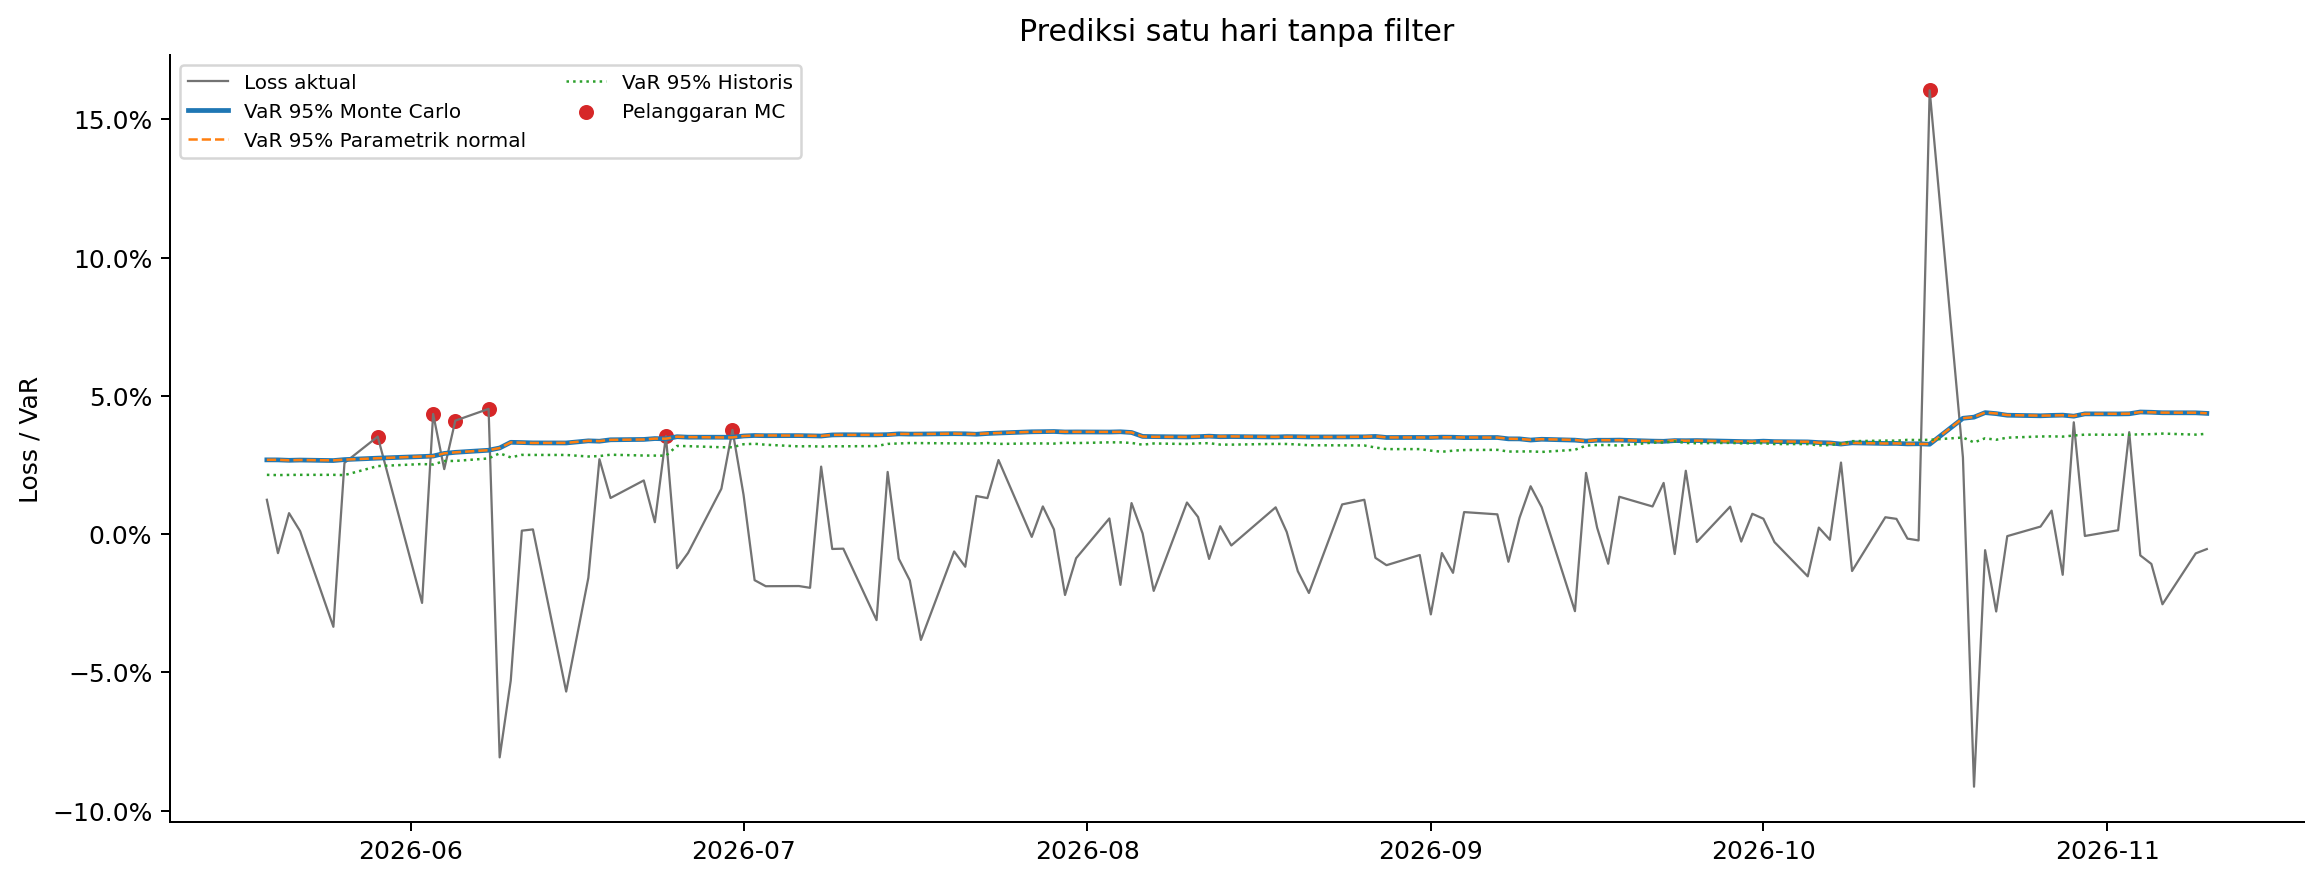 Prediksi satu hari tanpa filter
Loss aktual
VaR 95% Monte Carlo
VaR 95% Parametrik normal
VaR 95% Historis
Pelanggaran MC
Loss / VaR
15.0%
10.0%
5.0%
0.0%
−5.0%
−10.0%
2026-06
2026-07
2026-08
2026-09
2026-10
2026-11